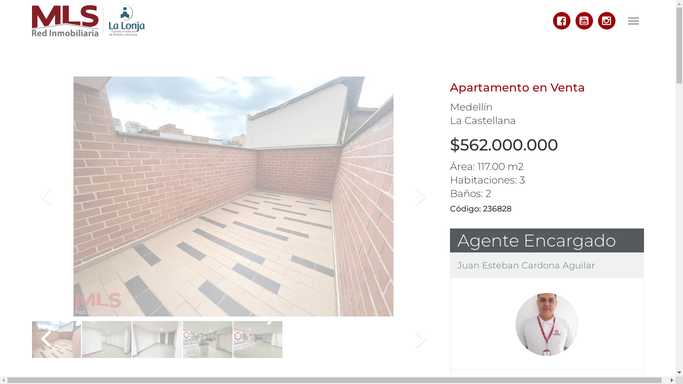 MLS
Red Inmobiliaria
La Lonja
Apartamento en Venta
Medellín
La Castellana
$562.000.000
Área: 117.00 m2
Habitaciones: 3
Baños: 2
Código: 236828
MLS
Agente Encargado
Juan Esteban Cardona Aguilar